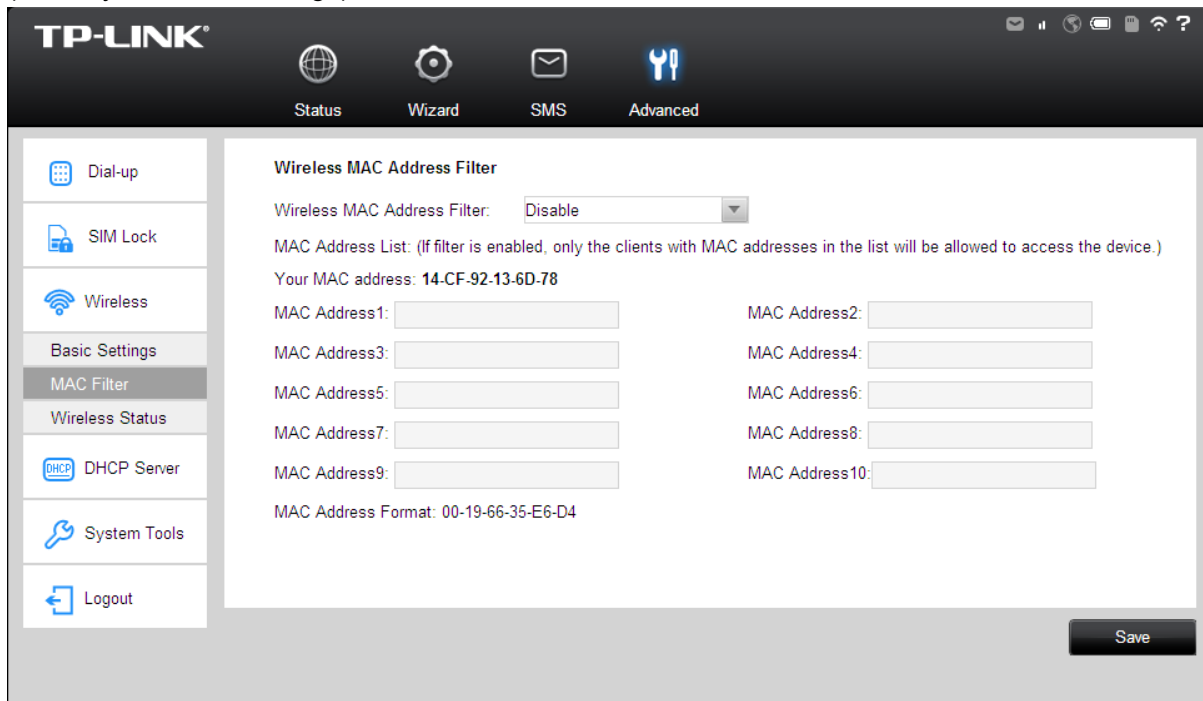 TP-LINK®
?
Status Wizard SMS Advanced
Dial-up
SIM Lock
Wireless
Basic Settings
MAC Filter
Wireless Status
DHCP DHCP Server
System Tools
Logout
Wireless MAC Address Filter
Wireless MAC Address Filter: Disable
MAC Address List: (If filter is enabled, only the clients with MAC addresses in the list will be allowed to access the device.)
Your MAC address: 14-CF-92-13-6D-78
MAC Address1: MAC Address2:
MAC Address3: MAC Address4:
MAC Address5: MAC Address6:
MAC Address7: MAC Address8:
MAC Address9: MAC Address10:
MAC Address Format: 00-19-66-35-E6-D4
Save